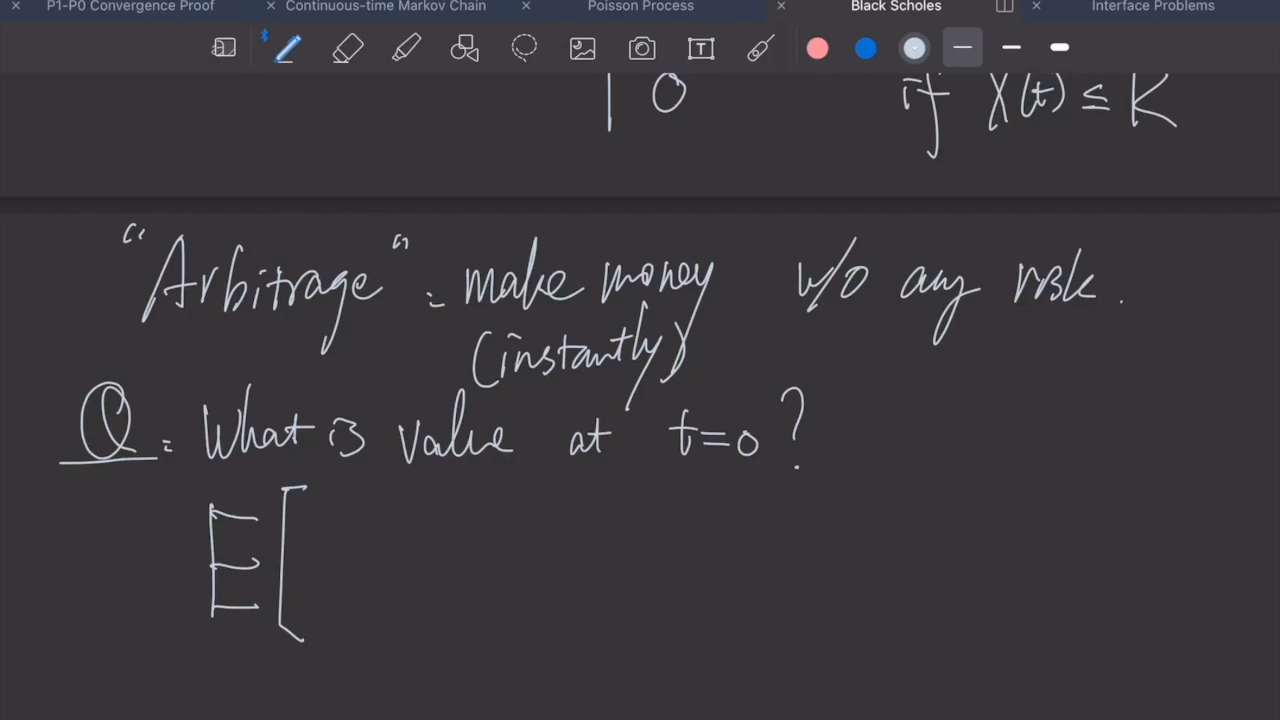 P1-P0 Convergence Proof Continuous-time Markov Chain Poisson Process Black Scholes Interface Problems
T
0 if X(t) ≤ K
"Arbitrage" = make money w/o any risk.
(instantly)
Q: What is value at t=0?
E[